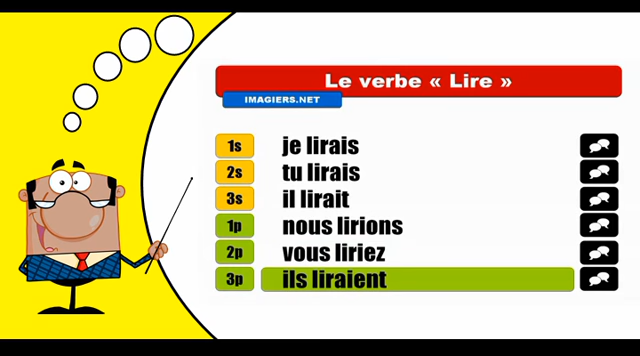 Le verbe « Lire »
IMAGIERS.NET
1s je lirais
2s tu lirais
3s il lirait
1p nous lirions
2p vous liriez
3p ils liraient